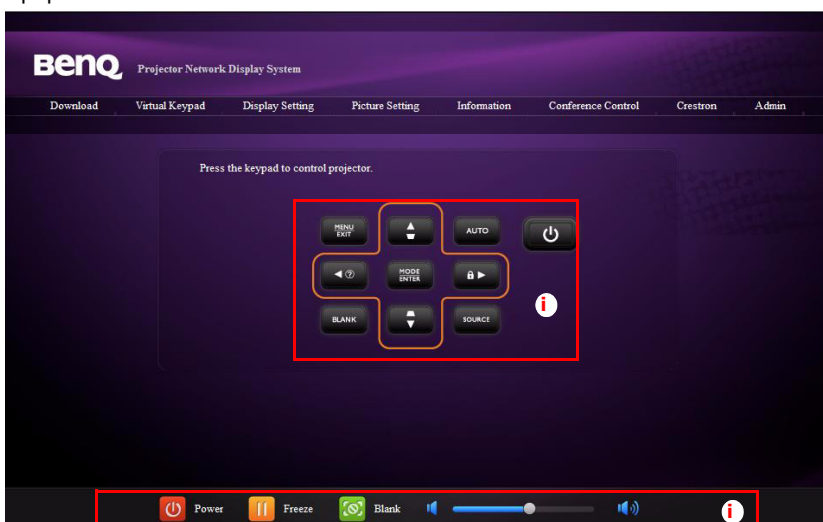 BenQ Projector Network Display System
Download Virtual Keypad Display Setting Picture Setting Information Conference Control Crestron Admin
Press the keypad to control projector.
MENU
EXIT
AUTO
?
MODE
ENTER
BLANK
SOURCE
i
Power Freeze Blank i